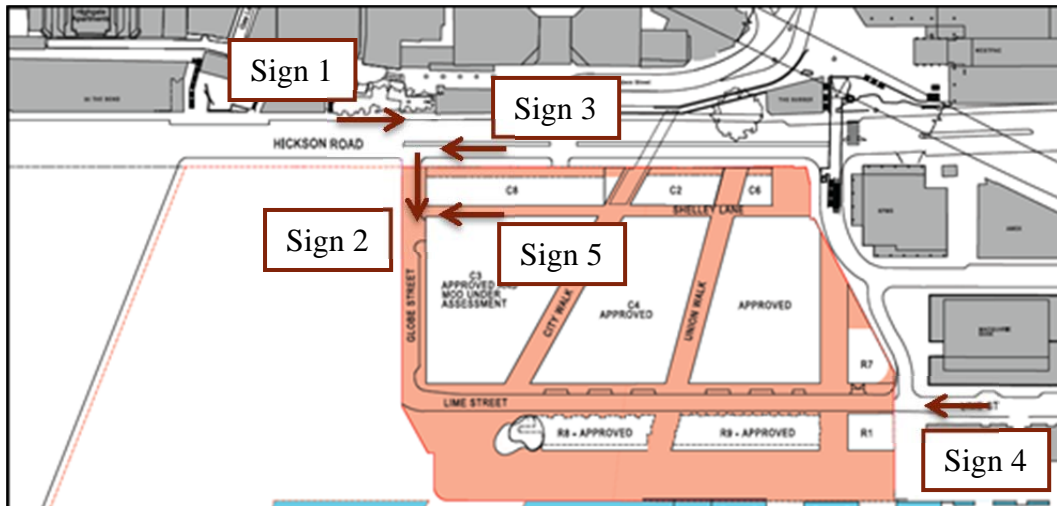 Sign 1
Sign 3
HICKSON ROAD
C8
C2
C6
SHELLEY LANE
Sign 2
Sign 5
GLOBE STREET
C3
APPROVED AND
MOD UNDER
ASSESSMENT
CITY WALK
C4
APPROVED
UNION WALK
APPROVED
R7
LIME STREET
R8 - APPROVED
R9 - APPROVED
R1
Sign 4